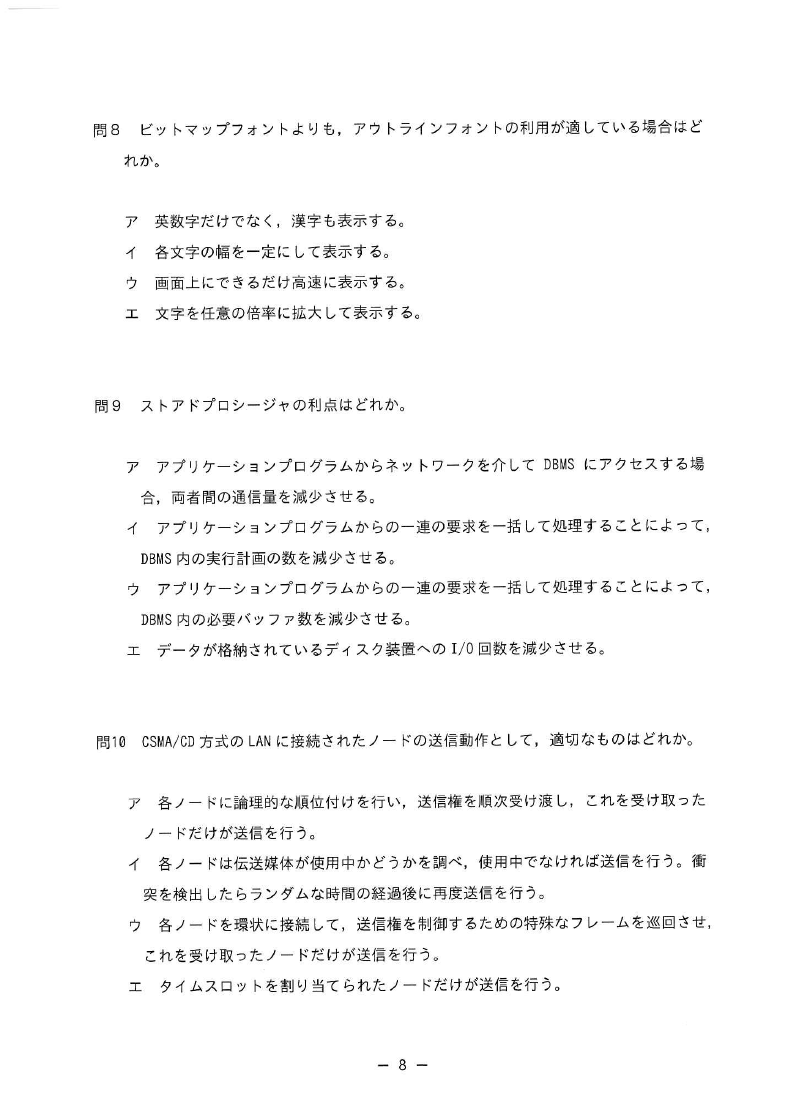 問8 ビットマップフォントよりも，アウトラインフォントの利用が適している場合はど
れか。
ア 英数字だけでなく，漢字も表示する。
イ 各文字の幅を一定にして表示する。
ウ 画面上にできるだけ高速に表示する。
エ 文字を任意の倍率に拡大して表示する。
問9 ストアドプロシージャの利点はどれか。
ア アプリケーションプログラムからネットワークを介して DBMS にアクセスする場
合，両者間の通信量を減少させる。
イ アプリケーションプログラムからの一連の要求を一括して処理することによって，
DBMS 内の実行計画の数を減少させる。
ウ アプリケーションプログラムからの一連の要求を一括して処理することによって，
DBMS 内の必要バッファ数を減少させる。
エ データが格納されているディスク装置への I/O 回数を減少させる。
問10 CSMA/CD 方式の LAN に接続されたノードの送信動作として，適切なものはどれか。
ア 各ノードに論理的な順位付けを行い，送信権を順次受け渡し，これを受け取った
ノードだけが送信を行う。
イ 各ノードは伝送媒体が使用中かどうかを調べ，使用中でなければ送信を行う。衝
突を検出したらランダムな時間の経過後に再度送信を行う。
ウ 各ノードを環状に接続して，送信権を制御するための特殊なフレームを巡回させ，
これを受け取ったノードだけが送信を行う。
エ タイムスロットを割り当てられたノードだけが送信を行う。
— 8 —